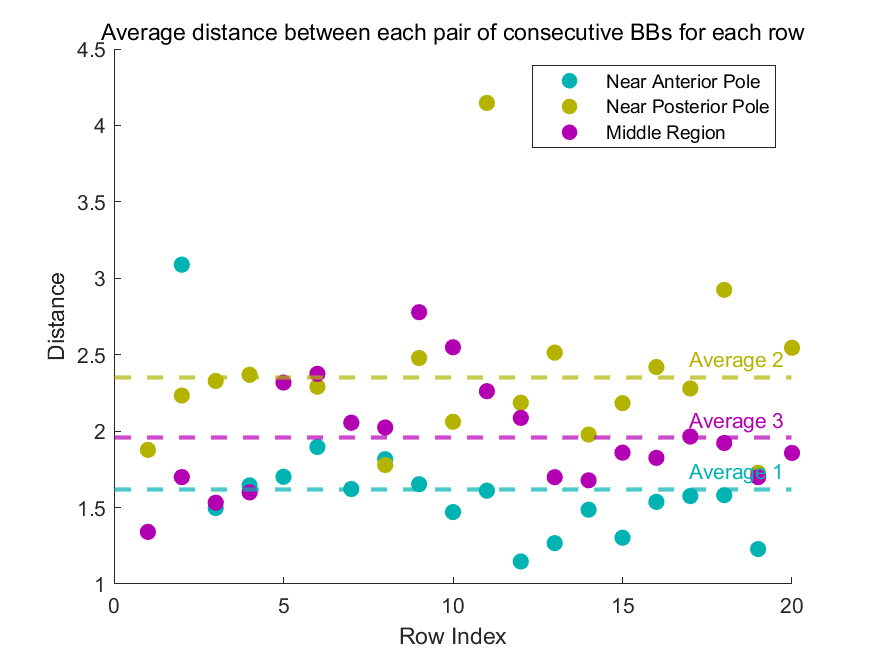 Average distance between each pair of consecutive BBs for each row
4.5
4
3.5
3
2.5
2
1.5
1
Distance
Near Anterior Pole
Near Posterior Pole
Middle Region
Average 2
Average 3
Average 1
0
5
10
15
20
Row Index